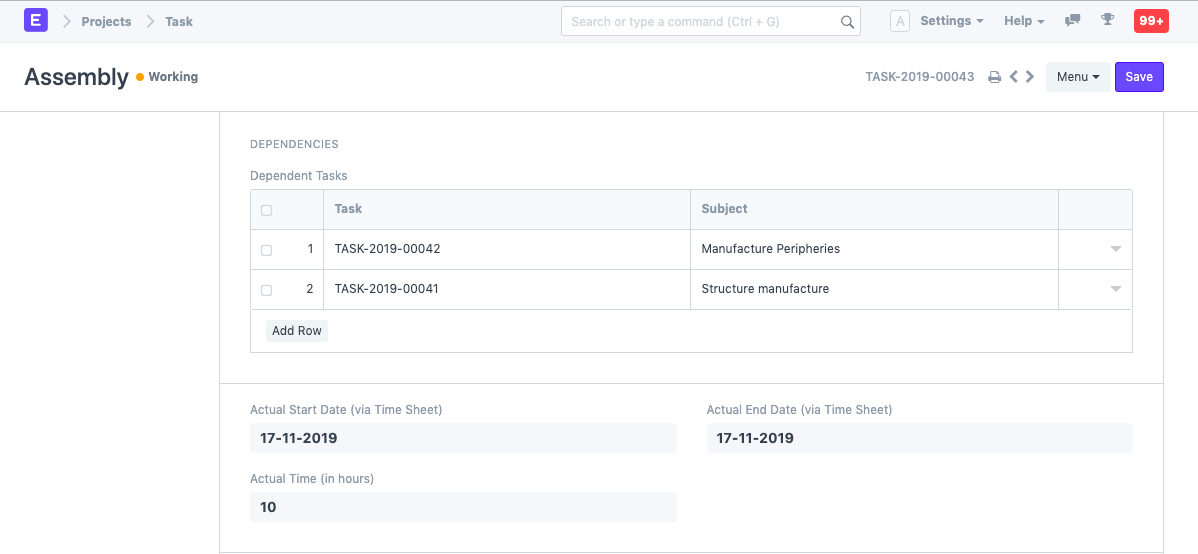 E Projects Task Search or type a command (Ctrl + G) A Settings Help 99+
Assembly Working TASK-2019-00043 Menu Save
DEPENDENCIES
Dependent Tasks
Task Subject
1 TASK-2019-00042 Manufacture Peripheries
2 TASK-2019-00041 Structure manufacture
Add Row
Actual Start Date (via Time Sheet) Actual End Date (via Time Sheet)
17-11-2019 17-11-2019
Actual Time (in hours)
10